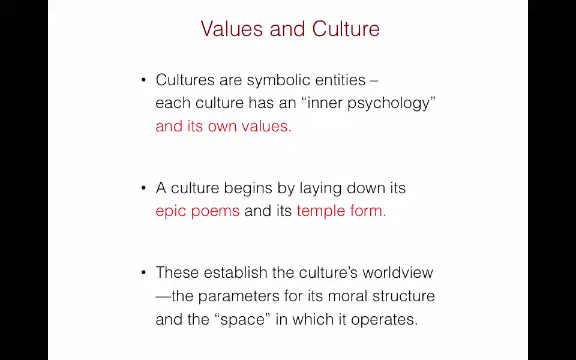 Values and Culture
• Cultures are symbolic entities –
each culture has an “inner psychology”
and its own values.
• A culture begins by laying down its
epic poems and its temple form.
• These establish the culture’s worldview
—the parameters for its moral structure
and the “space” in which it operates.